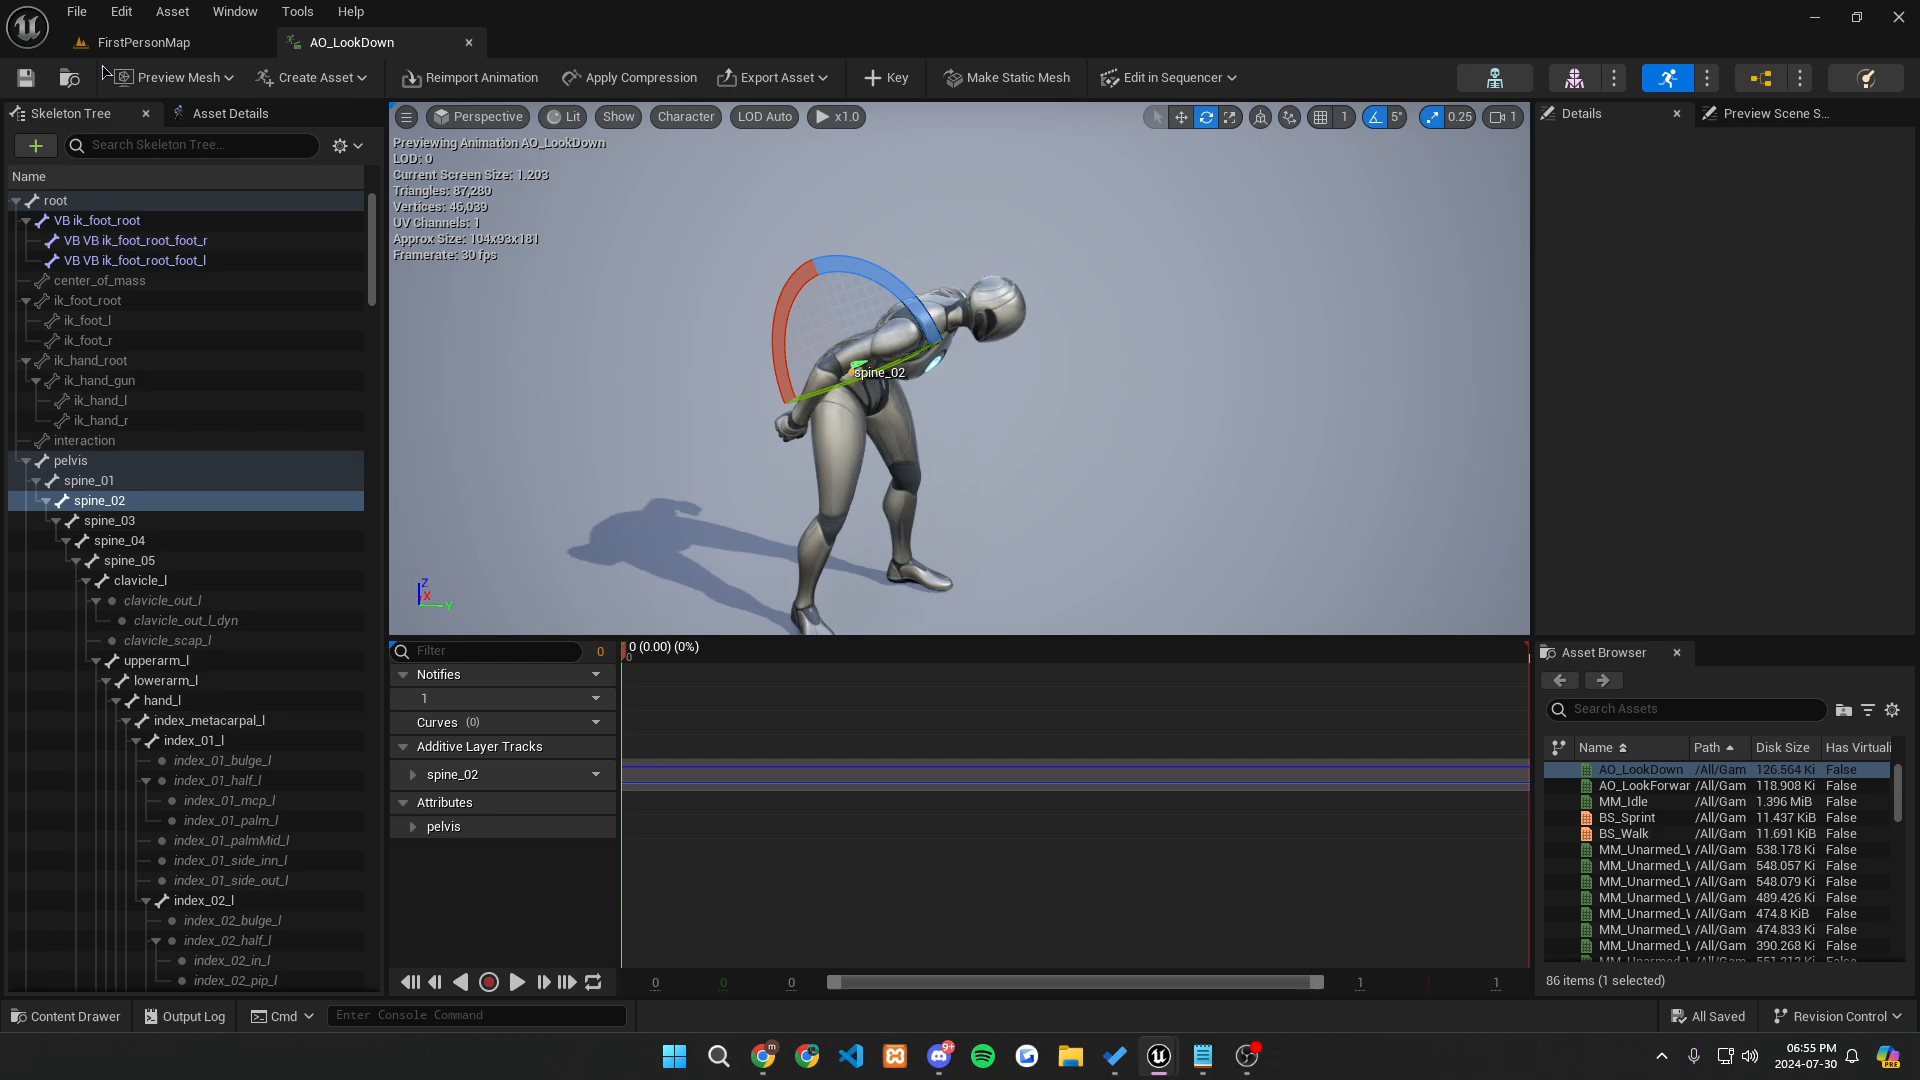 File Edit Asset Window Tools Help
FirstPersonMap AO_LookDown
Preview Mesh Create Asset Reimport Animation Apply Compression Export Asset Key Make Static Mesh Edit in Sequencer
Skeleton Tree Asset Details
Search Skeleton Tree...
Name
root
VB ik_foot_root
VB VB ik_foot_root_foot_r
VB VB ik_foot_root_foot_l
center_of_mass
ik_foot_root
ik_foot_l
ik_foot_r
ik_hand_root
ik_hand_gun
ik_hand_l
ik_hand_r
interaction
pelvis
spine_01
spine_02
spine_03
spine_04
spine_05
clavicle_l
clavicle_out_l
clavicle_out_l_dyn
clavicle_scap_l
upperarm_l
lowerarm_l
hand_l
index_metacarpal_l
index_01_l
index_01_bulge_l
index_01_half_l
index_01_mcp_l
index_01_palm_l
index_01_palmMid_l
index_01_side_inn_l
index_01_side_out_l
index_02_l
index_02_bulge_l
index_02_half_l
index_02_in_l
index_02_pip_l
Perspective Lit Show Character LOD Auto x1.0 1 5° 0.25 1
Previewing Animation AO_LookDown
LOD: 0
Current Screen Size: 1.203
Triangles: 87,280
Vertices: 46,039
UV Channels: 1
Approx Size: 104x93x181
Framerate: 30 fps
spine_02
Z
X
Y
Filter 0 0 (0.00) (0%)
0
Notifies
1
Curves (0)
Additive Layer Tracks
spine_02
Attributes
pelvis
0 0 0 1 1 1
Details Preview Scene S...
Asset Browser
Search Assets
Name Path Disk Size Has Virtuali
AO_LookDown /All/Gam 126.564 Ki False
AO_LookForwar /All/Gam 118.908 Ki False
MM_Idle /All/Gam 1.396 MiB False
BS_Sprint /All/Gam 11.437 KiB False
BS_Walk /All/Gam 11.691 KiB False
MM_Unarmed_\ /All/Gam 538.178 Ki False
MM_Unarmed_\ /All/Gam 548.057 Ki False
MM_Unarmed_\ /All/Gam 548.079 Ki False
MM_Unarmed_\ /All/Gam 489.426 Ki False
MM_Unarmed_\ /All/Gam 474.8 KiB False
MM_Unarmed_\ /All/Gam 474.833 Ki False
MM_Unarmed_\ /All/Gam 390.268 Ki False
86 items (1 selected)
Content Drawer Output Log Cmd Enter Console Command All Saved Revision Control
m 9+ 06:55 PM
2024-07-30 PRE